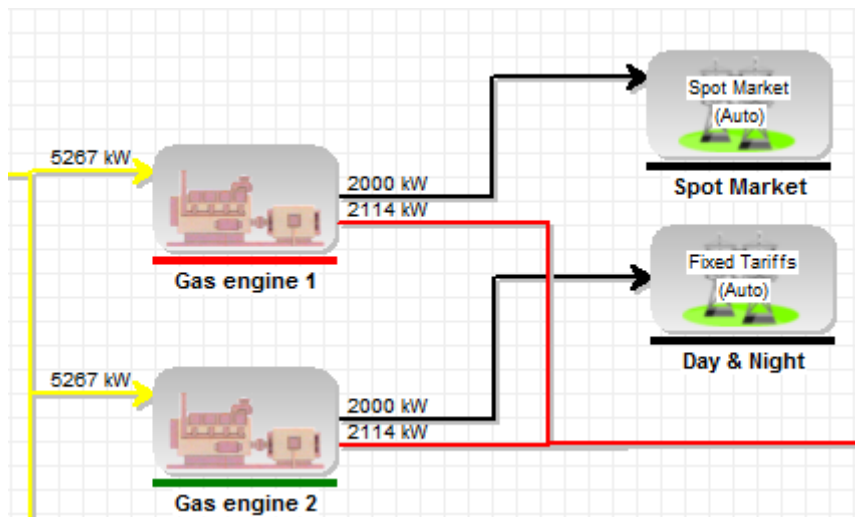 Spot Market
(Auto)
5267 kW
2000 kW
Spot Market
2114 kW
Fixed Tariffs
Gas engine 1
(Auto)
Day & Night
5267 kW
2000 kW
2114 kW
Gas engine 2